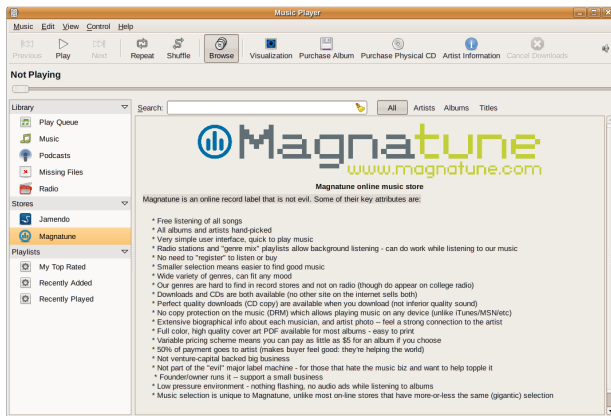 Music Player
Music Edit View Control Help
Previous Play Next Repeat Shuffle Browse Visualization Purchase Album Purchase Physical CD Artist Information Cancel Downloads
Not Playing
Library
Play Queue
Music
Podcasts
Missing Files
Radio
Stores
Jamendo
Magnatune
Playlists
My Top Rated
Recently Added
Recently Played
Search: All Artists Albums Titles
Magnatune
www.magnatune.com
Magnatune online music store
Magnatune is an online record label that is not evil. Some of their key attributes are:
* Free listening of all songs
* All albums and artists hand-picked
* Very simple user interface, quick to play music
* Radio stations and "genre mix" playlists allow background listening - can do work while listening to our music
* No need to "register" to listen or buy
* Smaller selection means easier to find good music
* Wide variety of genres, can fit any mood
* Our genres are hard to find in record stores and not on radio (though do appear on college radio)
* Downloads and CDs are both available (no other site on the internet sells both)
* Perfect quality downloads (CD copy) are available when you download (not inferior quality sound)
* No copy protection on the music (DRM) which allows playing music on any device (unlike iTunes/MSN/etc)
* Extensive biographical info about each musician, and artist photo -- feel a strong connection to the artist
* Full color, high quality cover art PDF available for most albums - easy to print
* Variable pricing scheme means you can pay as little as $5 for an album if you choose
* 50% of payment goes to artist (makes buyer feel good: they're helping the world)
* Not venture-capital backed big business
* Not part of the "evil" major label machine - for those that hate the music biz and want to help topple it
* Founder/owner runs it -- support a small business
* Low pressure environment - nothing flashing, no audio ads while listening to albums
* Music selection is unique to Magnatune, unlike most on-line stores that have more-or-less the same (gigantic) selection